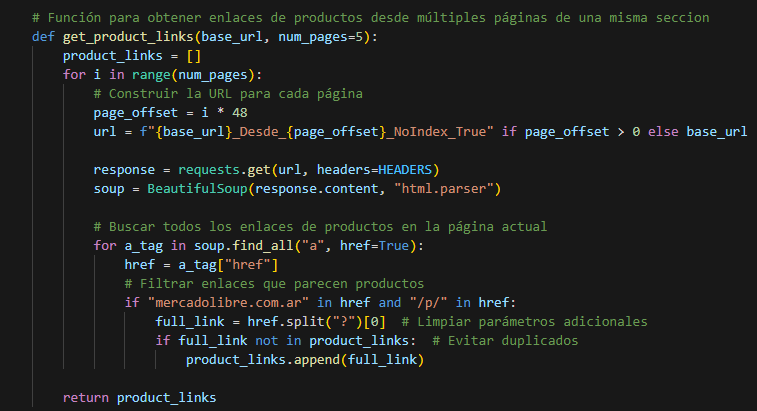 # Función para obtener enlaces de productos desde múltiples páginas de una misma seccion
def get_product_links(base_url, num_pages=5):
    product_links = []
    for i in range(num_pages):
        # Construir la URL para cada página
        page_offset = i * 48
        url = f"{base_url}_Desde_{page_offset}_NoIndex_True" if page_offset > 0 else base_url

        response = requests.get(url, headers=HEADERS)
        soup = BeautifulSoup(response.content, "html.parser")

        # Buscar todos los enlaces de productos en la página actual
        for a_tag in soup.find_all("a", href=True):
            href = a_tag["href"]
            # Filtrar enlaces que parecen productos
            if "mercadolibre.com.ar" in href and "/p/" in href:
                full_link = href.split("?")[0]  # Limpiar parámetros adicionales
                if full_link not in product_links:  # Evitar duplicados
                    product_links.append(full_link)

    return product_links